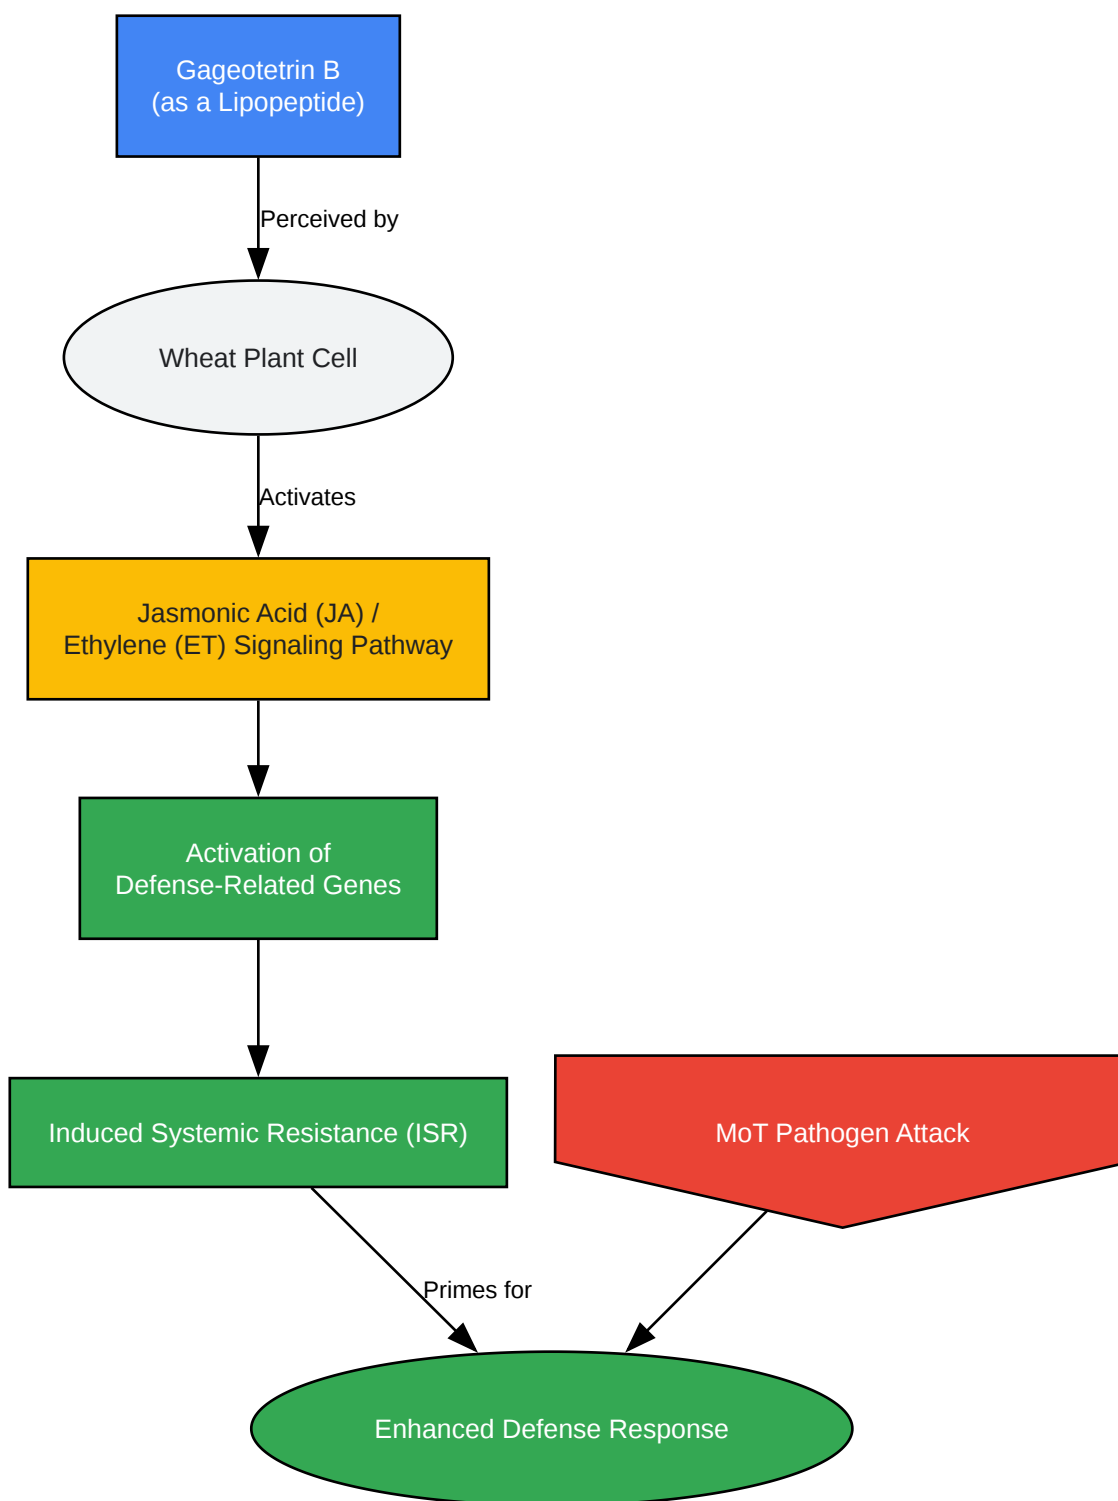 Gageotetrin B
(as a Lipopeptide)
Perceived by
Wheat Plant Cell
Activates
Jasmonic Acid (JA) /
Ethylene (ET) Signaling Pathway
Activation of
Defense-Related Genes
Induced Systemic Resistance (ISR)
MoT Pathogen Attack
Primes for
Enhanced Defense Response